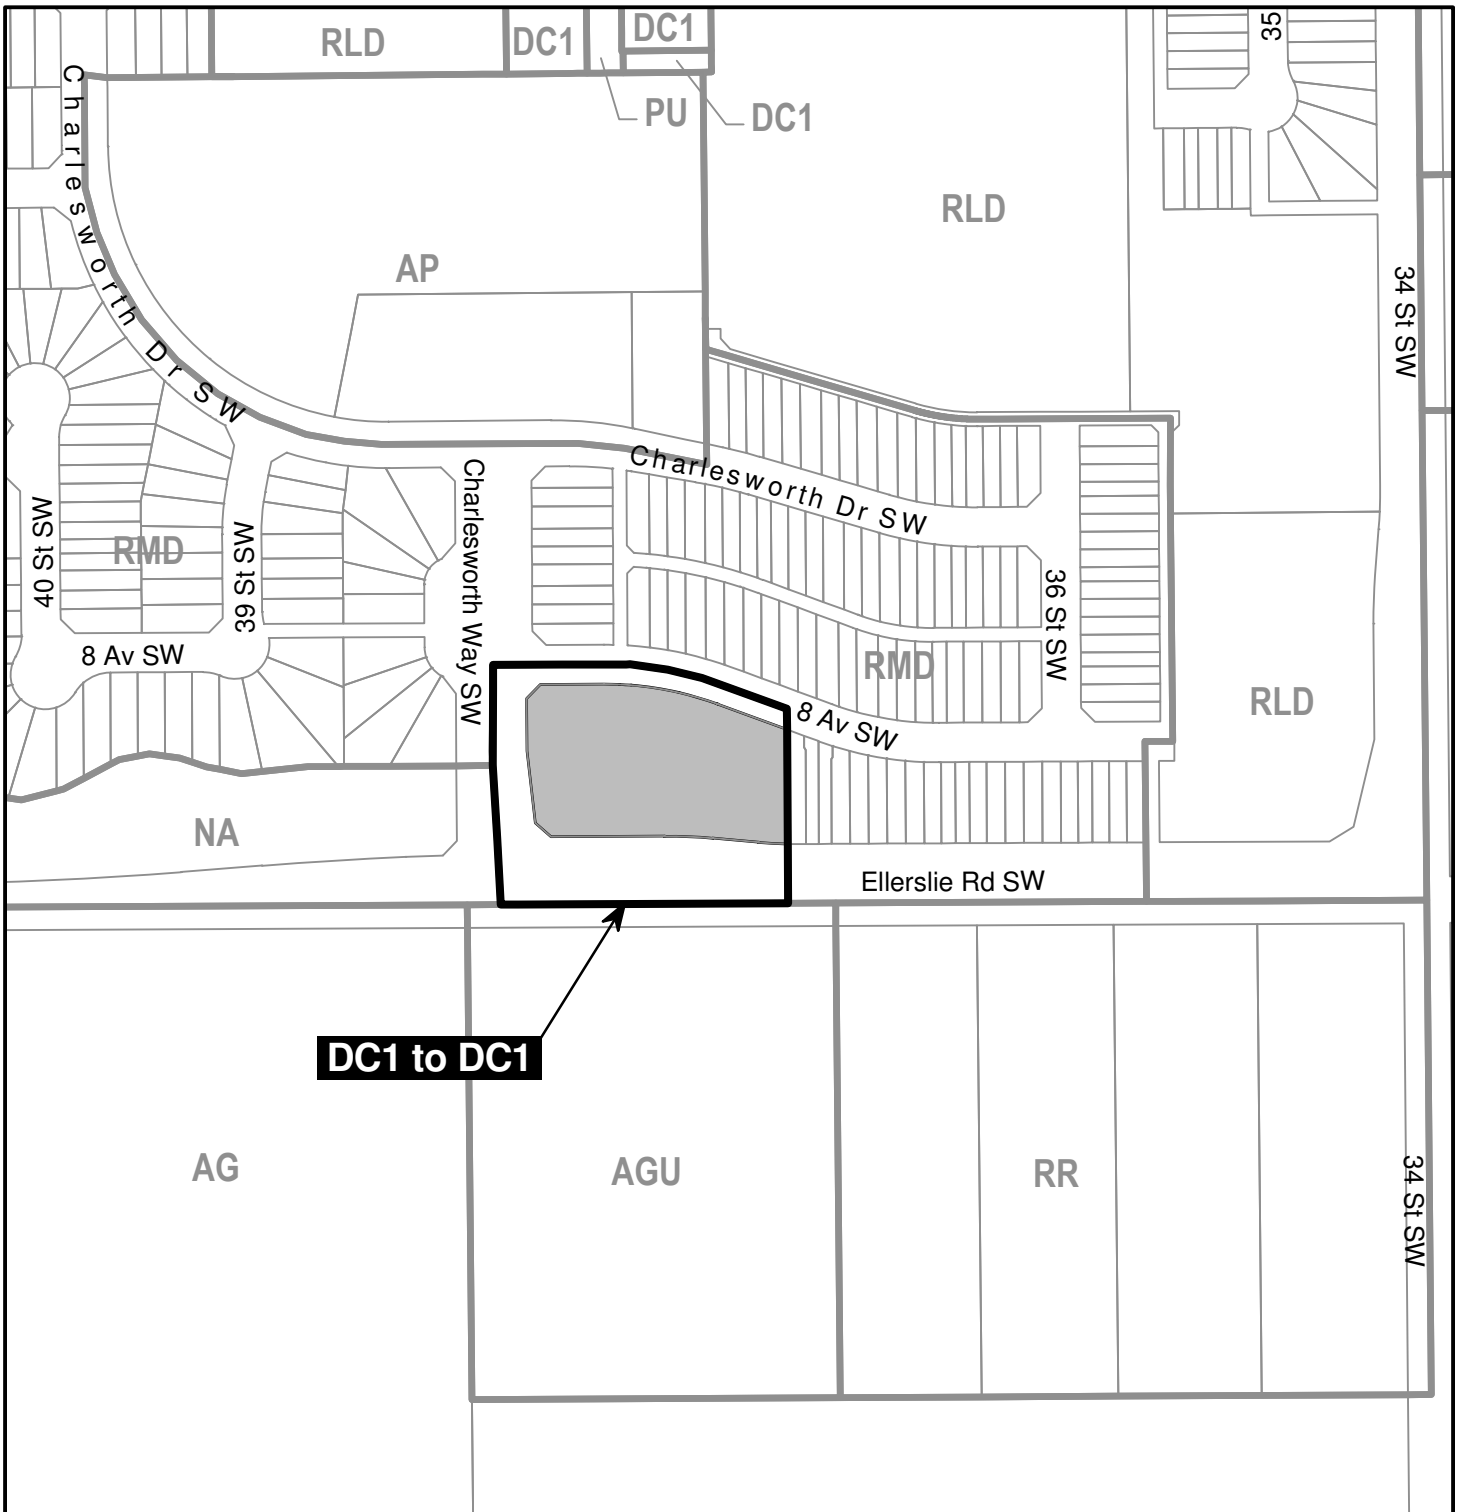 RLD
DC1
DC1
35
PU
DC1
Charlesworth Dr SW
RLD
AP
34 St SW
Charlesworth Dr SW
Charlesworth Way SW
40 St SW
RMD
39 St SW
36 St SW
8 Av SW
RMD
RLD
8 Av SW
NA
Ellerslie Rd SW
DC1 to DC1
AG
AGU
RR
34 St SW